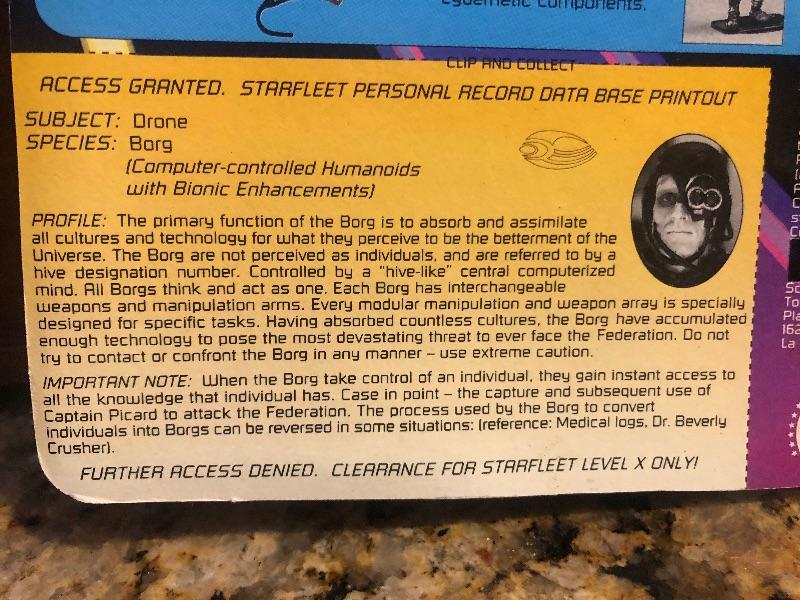 cybernetic components.
CLIP AND COLLECT
ACCESS GRANTED. STARFLEET PERSONAL RECORD DATA BASE PRINTOUT
SUBJECT: Drone
SPECIES: Borg
(Computer-controlled Humanoids
with Bionic Enhancements)
PROFILE: The primary function of the Borg is to absorb and assimilate
all cultures and technology for what they perceive to be the betterment of the
Universe. The Borg are not perceived as individuals, and are referred to by a
hive designation number. Controlled by a "hive-like" central computerized
mind. All Borgs think and act as one. Each Borg has interchangeable
weapons and manipulation arms. Every modular manipulation and weapon array is specially
designed for specific tasks. Having absorbed countless cultures, the Borg have accumulated
enough technology to pose the most devastating threat to ever face the Federation. Do not
try to contact or confront the Borg in any manner – use extreme caution.
IMPORTANT NOTE: When the Borg take control of an individual, they gain instant access to
all the knowledge that individual has. Case in point – the capture and subsequent use of
Captain Picard to attack the Federation. The process used by the Borg to convert
individuals into Borgs can be reversed in some situations: (reference: Medical logs, Dr. Beverly
Crusher).
FURTHER ACCESS DENIED. CLEARANCE FOR STARFLEET LEVEL X ONLY!
To
Pla
La